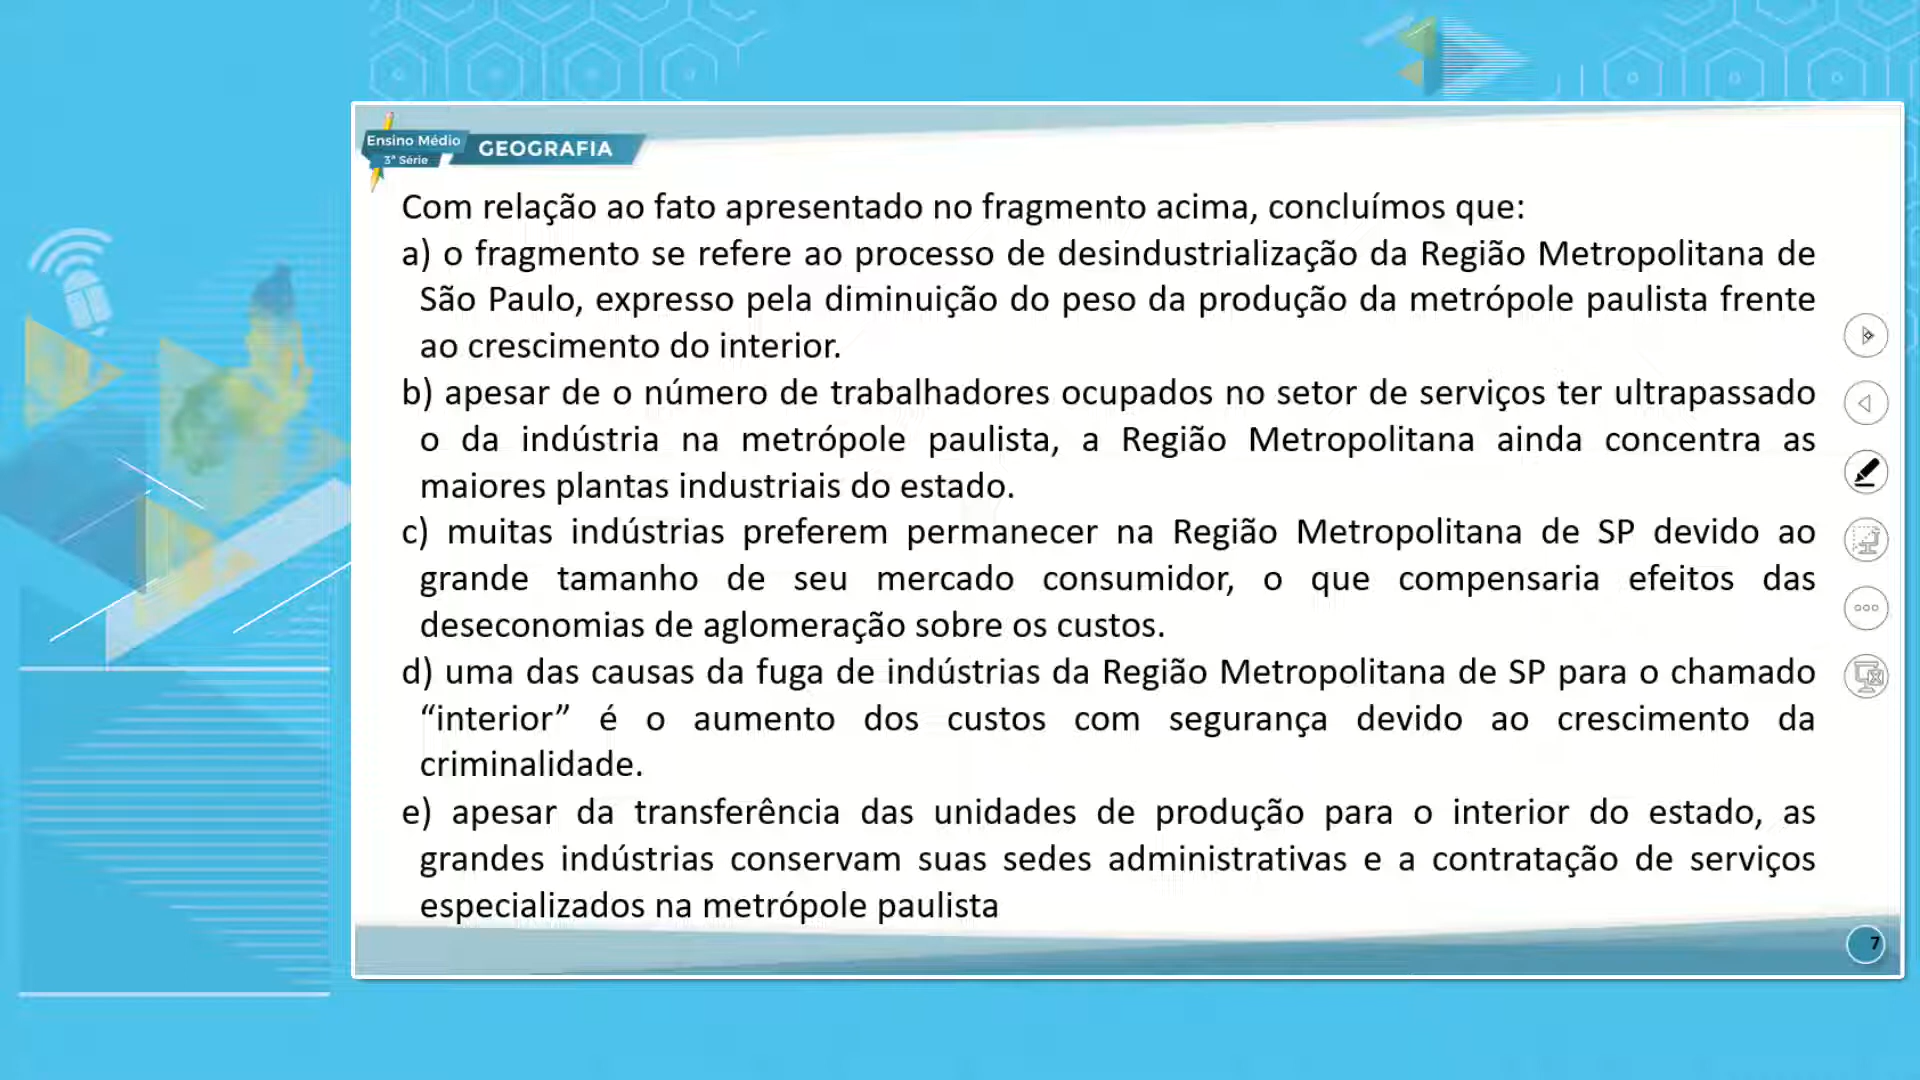 Ensino Médio
3ª Série
GEOGRAFIA
Com relação ao fato apresentado no fragmento acima, concluímos que:
a) o fragmento se refere ao processo de desindustrialização da Região Metropolitana de
São Paulo, expresso pela diminuição do peso da produção da metrópole paulista frente
ao crescimento do interior.
b) apesar de o número de trabalhadores ocupados no setor de serviços ter ultrapassado
o da indústria na metrópole paulista, a Região Metropolitana ainda concentra as
maiores plantas industriais do estado.
c) muitas indústrias preferem permanecer na Região Metropolitana de SP devido ao
grande tamanho de seu mercado consumidor, o que compensaria efeitos das
deseconomias de aglomeração sobre os custos.
d) uma das causas da fuga de indústrias da Região Metropolitana de SP para o chamado
“interior” é o aumento dos custos com segurança devido ao crescimento da
criminalidade.
e) apesar da transferência das unidades de produção para o interior do estado, as
grandes indústrias conservam suas sedes administrativas e a contratação de serviços
especializados na metrópole paulista
7